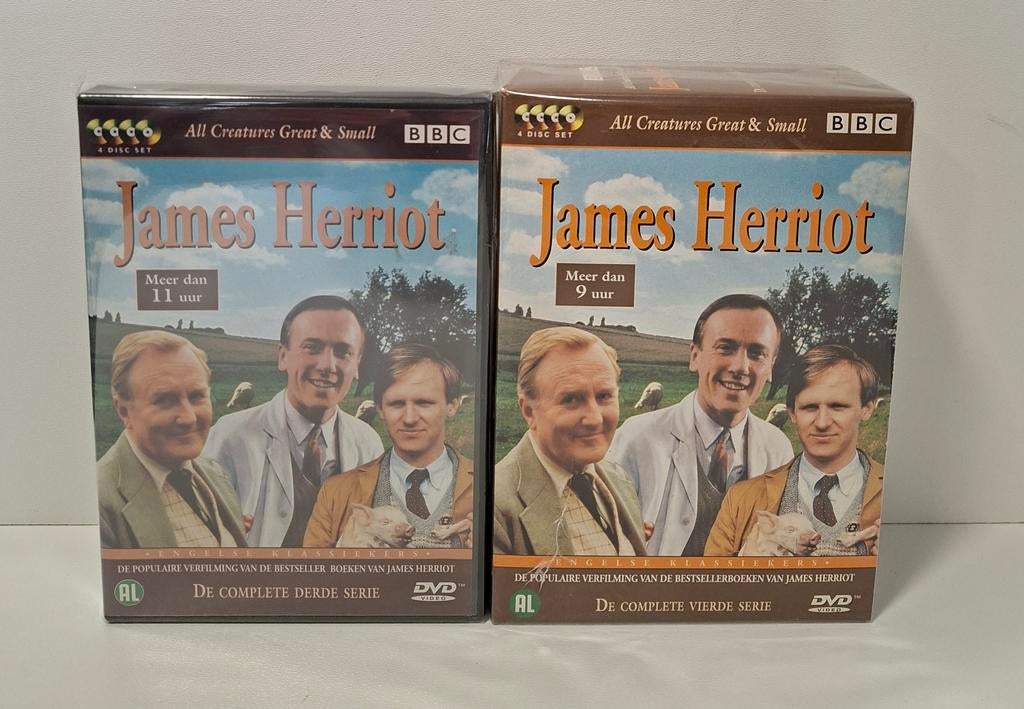 4 DISC SET
All Creatures Great & Small
BBC
James Herriot
Meer dan
11 uur
• ENGELSE KLASSIEKERS •
DE POPULAIRE VERFILMING VAN DE BESTSELLER BOEKEN VAN JAMES HERRIOT
AL
DE COMPLETE DERDE SERIE
DVD™
VIDEO
4 DISC SET
All Creatures Great & Small
BBC
James Herriot
Meer dan
9 uur
ENGELSE KLASSIEKERS •
DE POPULAIRE VERFILMING VAN DE BESTSELLERBOEKEN VAN JAMES HERRIOT
AL
DE COMPLETE VIERDE SERIE
DVD™
VIDEO